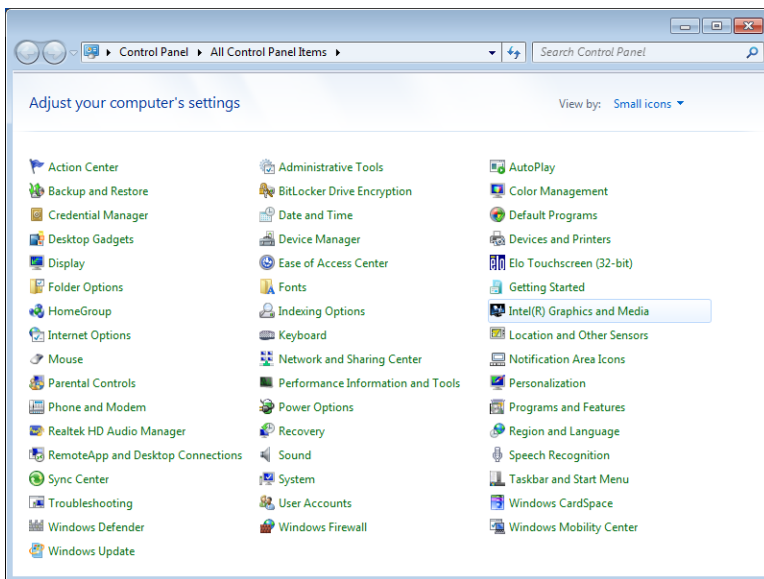 Control Panel All Control Panel Items Search Control Panel
Adjust your computer's settings View by: Small icons
Action Center Administrative Tools AutoPlay
Backup and Restore BitLocker Drive Encryption Color Management
Credential Manager Date and Time Default Programs
Desktop Gadgets Device Manager Devices and Printers
Display Ease of Access Center elo Elo Touchscreen (32-bit)
Folder Options Fonts Getting Started
HomeGroup Indexing Options Intel(R) Graphics and Media
Internet Options Keyboard Location and Other Sensors
Mouse Network and Sharing Center Notification Area Icons
Parental Controls Performance Information and Tools Personalization
Phone and Modem Power Options Programs and Features
Realtek HD Audio Manager Recovery Region and Language
RemoteApp and Desktop Connections Sound Speech Recognition
Sync Center System Taskbar and Start Menu
Troubleshooting User Accounts Windows CardSpace
Windows Defender Windows Firewall Windows Mobility Center
Windows Update